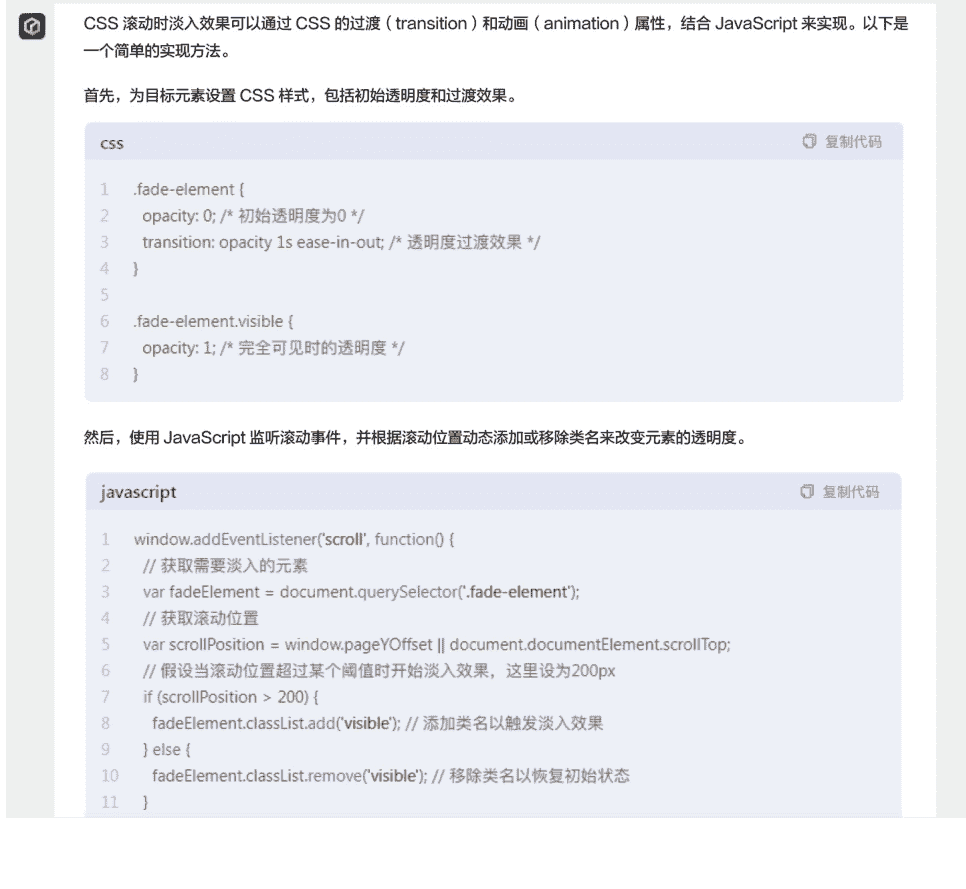 CSS 滚动时淡入效果可以通过 CSS 的过渡（transition）和动画（animation）属性，结合 JavaScript 来实现。以下是
一个简单的实现方法。
首先，为目标元素设置 CSS 样式，包括初始透明度和过渡效果。
css 复制代码
1 .fade-element {
2 opacity: 0; /* 初始透明度为0 */
3 transition: opacity 1s ease-in-out; /* 透明度过渡效果 */
4 }
5
6 .fade-element.visible {
7 opacity: 1; /* 完全可见时的透明度 */
8 }
然后，使用 JavaScript 监听滚动事件，并根据滚动位置动态添加或移除类名来改变元素的透明度。
javascript 复制代码
1 window.addEventListener('scroll', function() {
2 // 获取需要淡入的元素
3 var fadeElement = document.querySelector('.fade-element');
4 // 获取滚动位置
5 var scrollPosition = window.pageYOffset || document.documentElement.scrollTop;
6 // 假设当滚动位置超过某个阈值时开始淡入效果，这里设为200px
7 if (scrollPosition > 200) {
8 fadeElement.classList.add('visible'); // 添加类名以触发淡入效果
9 } else {
10 fadeElement.classList.remove('visible'); // 移除类名以恢复初始状态
11 }